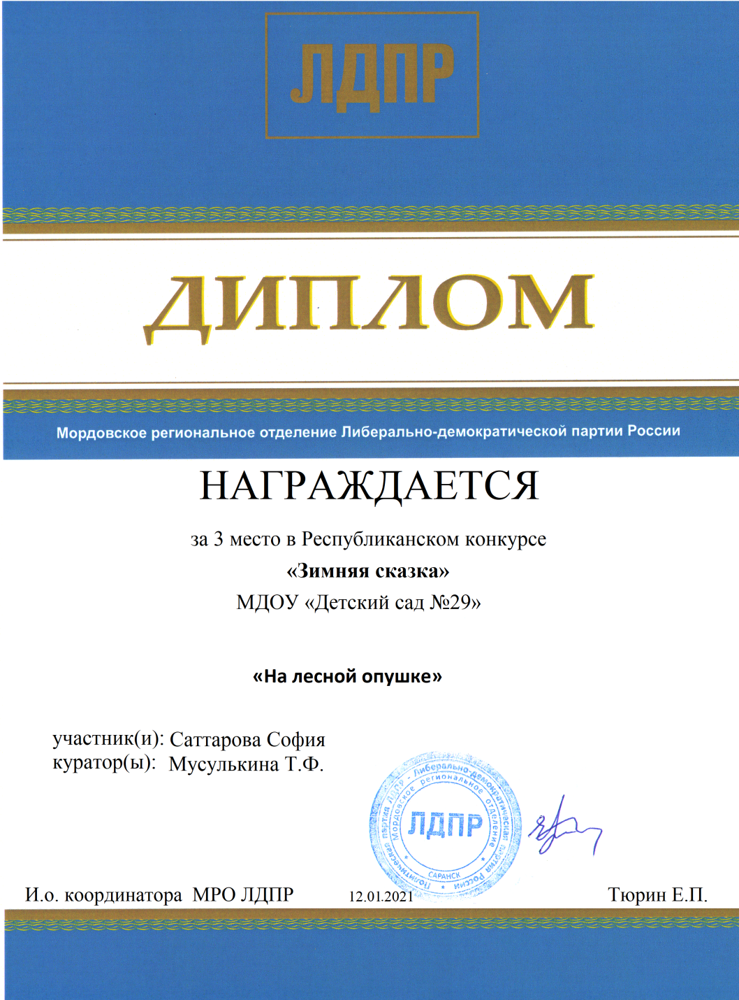 ЛДПР
ДИПЛОМ
Мордовское региональное отделение Либерально-демократической партии России
НАГРАЖДАЕТСЯ
за 3 место в Республиканском конкурсе
«Зимняя сказка»
МДОУ «Детский сад №29»
«На лесной опушке»
участник(и): Саттарова София
куратор(ы): Мусулькина Т.Ф.
Политическая партия ЛДПР - Либерально-демократическая партия России
Мордовское региональное отделение
ЛДПР
САРАНСК
И.о. координатора МРО ЛДПР 12.01.2021 Тюрин Е.П.